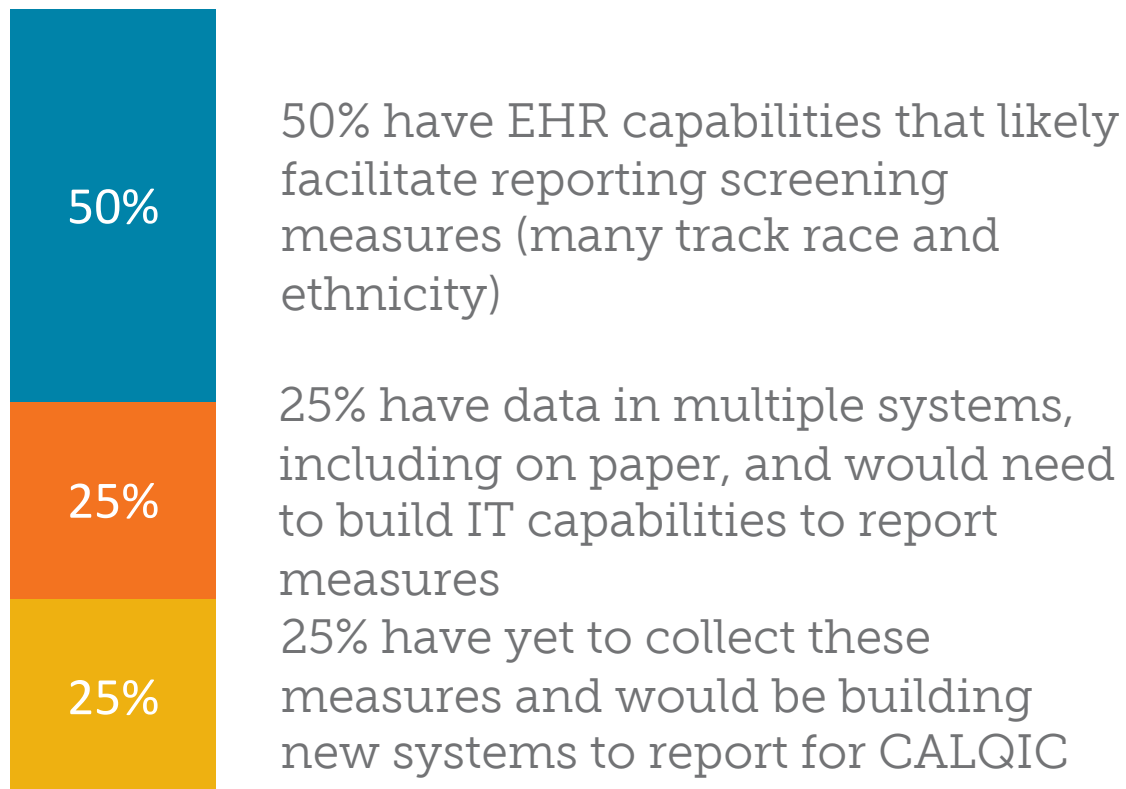 50%
50% have EHR capabilities that likely
facilitate reporting screening
measures (many track race and
ethnicity)
25%
25% have data in multiple systems,
including on paper, and would need
to build IT capabilities to report
measures
25%
25% have yet to collect these
measures and would be building
new systems to report for CALQIC